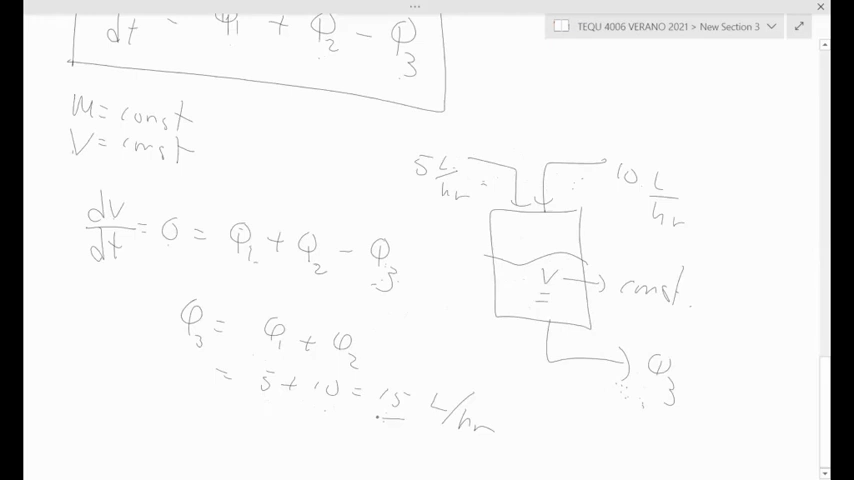 TEQU 4006 VERANO 2021 > New Section 3
dt = φ1 + φ2 - φ3
M = const
V = const
5 L/hr
10 L/hr
dV/dt = 0 = φ1 + φ2 - φ3
V → const.
φ3 = φ1 + φ2
= 5 + 10 = 15 L/hr
φ3